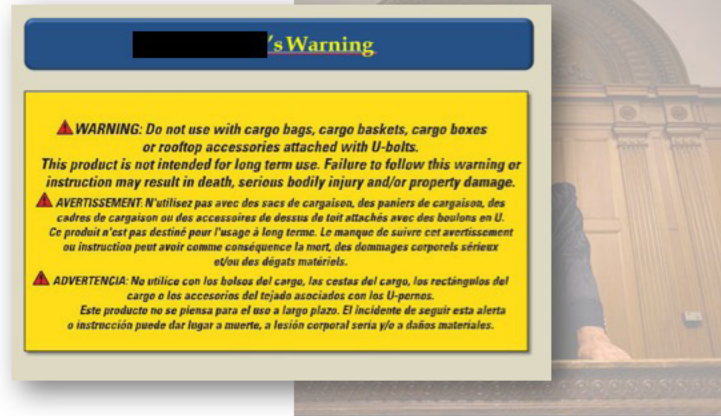 's Warning
WARNING: Do not use with cargo bags, cargo baskets, cargo boxes
or rooftop accessories attached with U-bolts.
This product is not intended for long term use. Failure to follow this warning or
instruction may result in death, serious bodily injury and/or property damage.
AVERTISSEMENT: N'utilisez pas avec des sacs de cargaison, des paniers de cargaison, des
cadres de cargaison ou des accessoires de dessus de toit attachés avec des boulons en U.
Ce produit n'est pas destiné pour l'usage à long terme. Le manque de suivre cet avertissement
ou instruction peut avoir comme conséquence la mort, des dommages corporels sérieux
et/ou des dégats matériels.
ADVERTENÇIA: No utilice con los bolsos del cargo, las cestas del cargo, los rectángulos del
cargo o los accesorios del tejado asociados con los U-pernos.
Este producto no se piensa para el uso a largo plazo. El incidente de seguir esta alerta
o instrucción puede dar lugar a muerte, a lesión corporal seria y/o a daños materiales.